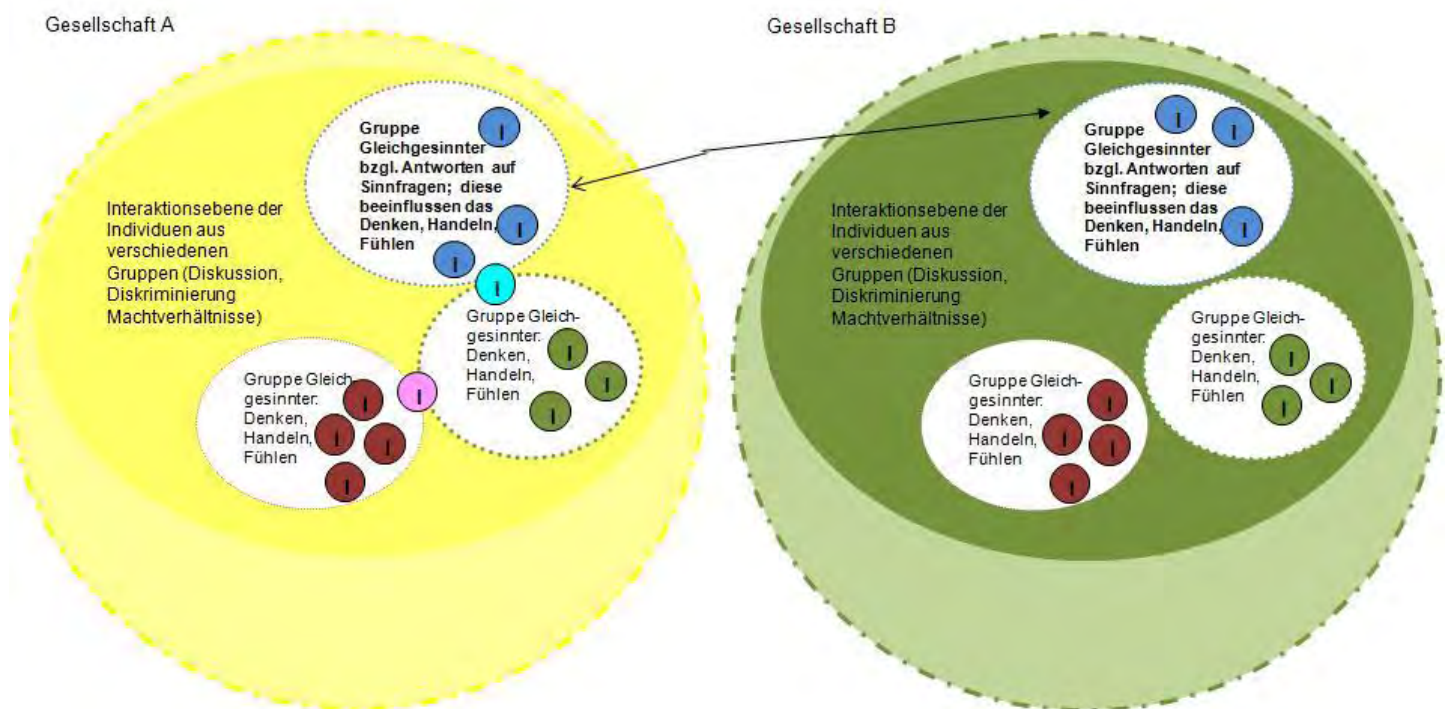 Gesellschaft A
Gruppe
Gleichgesinnter
bzgl. Antworten auf
Sinnfragen; diese
beeinflussen das
Denken, Handeln,
Fühlen
I
I
I
Interaktionsebene der
Individuen aus
verschiedenen
Gruppen (Diskussion,
Diskriminierung
Machtverhältnisse)
I
Gruppe Gleich-
gesinnter:
Denken,
Handeln,
Fühlen
I
I
I
I
Gruppe Gleich-
gesinnter:
Denken,
Handeln,
Fühlen
I
I
I
I
Gesellschaft B
Gruppe
Gleichgesinnter
bzgl. Antworten auf
Sinnfragen; diese
beeinflussen das
Denken, Handeln,
Fühlen
I
I
I
Interaktionsebene der
Individuen aus
verschiedenen
Gruppen (Diskussion,
Diskriminierung
Machtverhältnisse)
Gruppe Gleich-
gesinnter:
Denken,
Handeln,
Fühlen
I
I
I
Gruppe Gleich-
gesinnter:
Denken,
Handeln,
Fühlen
I
I
I
I